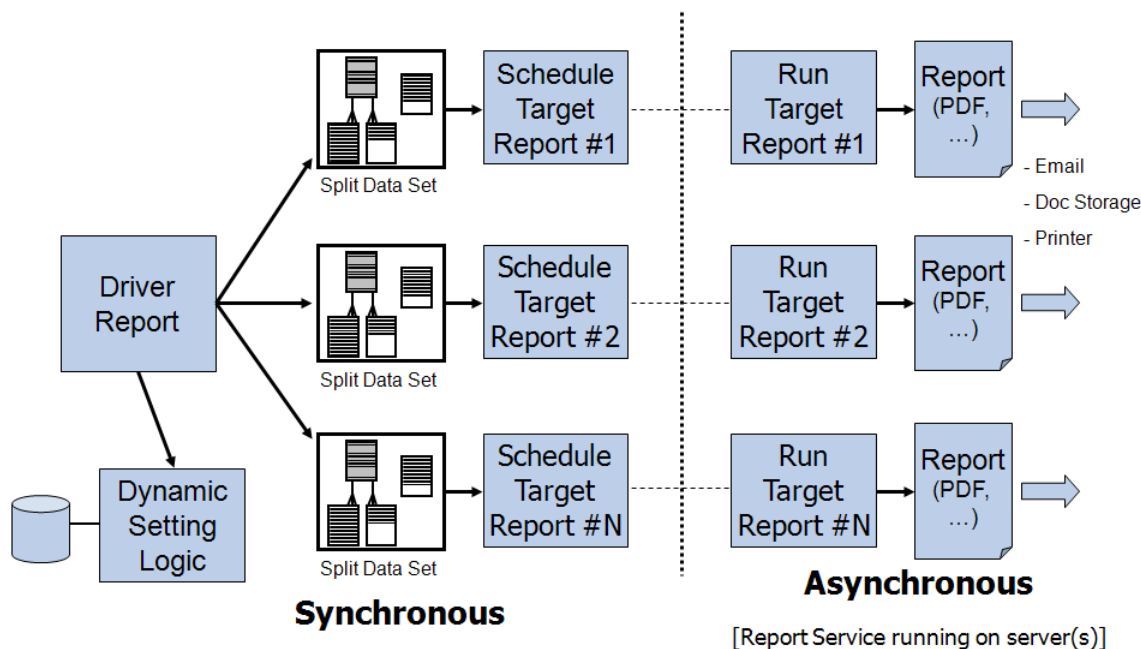 Schedule
Target
Report #1
Split Data Set
Run
Target
Report #1
Report
(PDF,
...)
- Email
- Doc Storage
- Printer
Driver
Report
Schedule
Target
Report #2
Split Data Set
Run
Target
Report #2
Report
(PDF,
...)
Dynamic
Setting
Logic
Schedule
Target
Report #N
Split Data Set
Run
Target
Report #N
Report
(PDF,
...)
Synchronous
Asynchronous
[Report Service running on server(s)]